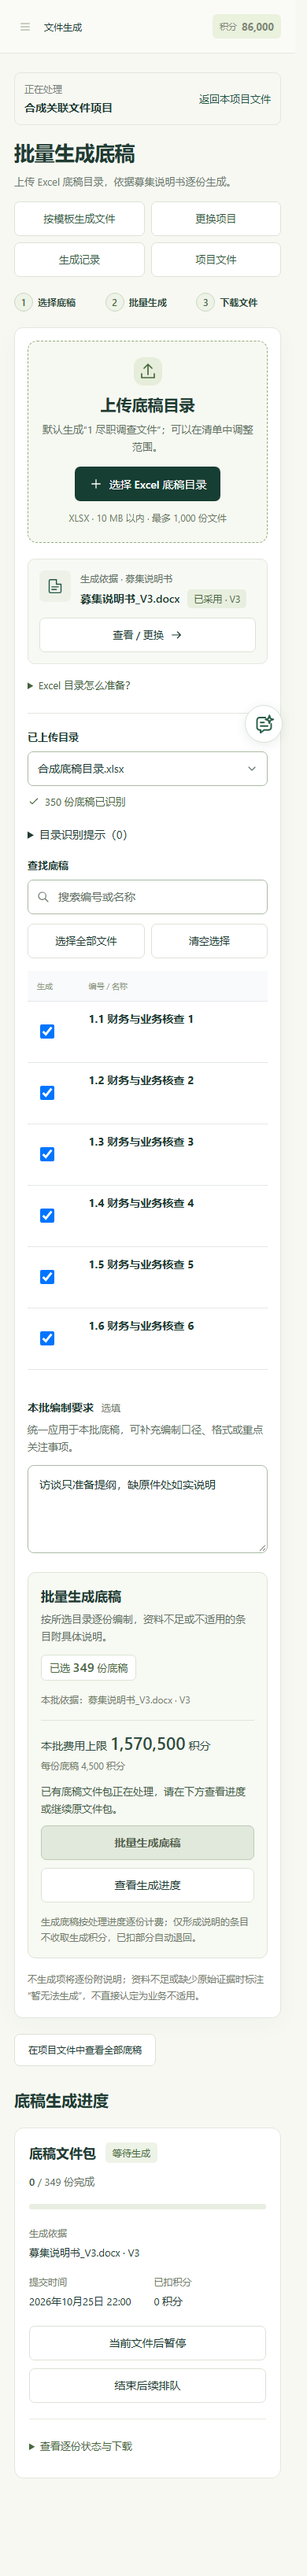 文件生成
积分 86,000
正在处理
合成关联文件项目
返回本项目文件
批量生成底稿
上传 Excel 底稿目录，依据募集说明书逐份生成。
按模板生成文件
更换项目
生成记录
项目文件
1 选择底稿
2 批量生成
3 下载文件
上传底稿目录
默认生成“1 尽职调查文件”；可以在清单中调整
范围。
选择 Excel 底稿目录
XLSX · 10 MB 以内 · 最多 1,000 份文件
生成依据 · 募集说明书
募集说明书_V3.docx 已采用 · V3
查看 / 更换 →
Excel 目录怎么准备？
已上传目录
合成底稿目录.xlsx
350 份底稿已识别
目录识别提示（0）
查找底稿
搜索编号或名称
选择全部文件
清空选择
生成 编号 / 名称
1.1 财务与业务核查 1
1.2 财务与业务核查 2
1.3 财务与业务核查 3
1.4 财务与业务核查 4
1.5 财务与业务核查 5
1.6 财务与业务核查 6
本批编制要求 选填
统一应用于本批底稿，可补充编制口径、格式或重点
关注事项。
访谈只准备提纲，缺原件处如实说明
批量生成底稿
按所选目录逐份编制，资料不足或不适用的条
目附具体说明。
已选 349 份底稿
本批依据：募集说明书_V3.docx · V3
本批费用上限 1,570,500 积分
每份底稿 4,500 积分
已有底稿文件包正在处理，请在下方查看进度
或继续原文件包。
批量生成底稿
查看生成进度
生成底稿按处理进度逐份计费；仅形成说明的条目
不收取生成积分，已扣部分自动退回。
不生成项将逐份附说明；资料不足或缺少原始证据时标注
“暂无法生成”，不直接认定为业务不适用。
在项目文件中查看全部底稿
底稿生成进度
底稿文件包 等待生成
0 / 349 份完成
生成依据
募集说明书_V3.docx · V3
提交时间
2026年10月25日 22:00
已扣积分
0 积分
当前文件后暂停
结束后续排队
查看逐份状态与下载